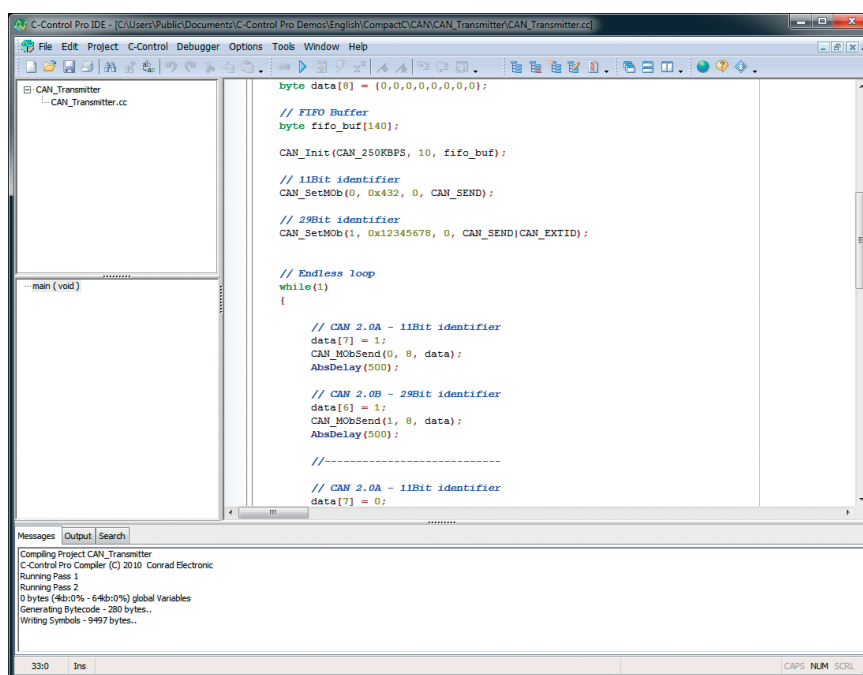 C-Control Pro IDE - [C:\Users\Public\Documents\C-Control Pro Demos\English\CompactC\CAN\CAN_Transmitter\CAN_Transmitter.cc]
File Edit Project C-Control Debugger Options Tools Window Help
CAN_Transmitter
CAN_Transmitter.cc
main ( void )
byte data[8] = {0,0,0,0,0,0,0,0};
// FIFO Buffer
byte fifo_buf[140];
CAN_Init(CAN_250KBPS, 10, fifo_buf);
// 11Bit identifier
CAN_SetMOb(0, 0x432, 0, CAN_SEND);
// 29Bit identifier
CAN_SetMOb(1, 0x12345678, 0, CAN_SEND|CAN_EXTID);
// Endless loop
while(1)
{
// CAN 2.0A - 11Bit identifier
data[7] = 1;
CAN_MObSend(0, 8, data);
AbsDelay(500);
// CAN 2.0B - 29Bit identifier
data[6] = 1;
CAN_MObSend(1, 8, data);
AbsDelay(500);
//----------------------------
// CAN 2.0A - 11Bit identifier
data[7] = 0;
Messages Output Search
Compiling Project CAN_Transmitter
C-Control Pro Compiler (C) 2010 Conrad Electronic
Running Pass 1
Running Pass 2
0 bytes (4kb:0% - 64kb:0%) global Variables
Generating Bytecode - 280 bytes..
Writing Symbols - 9497 bytes..
33:0 Ins CAPS NUM SCRL